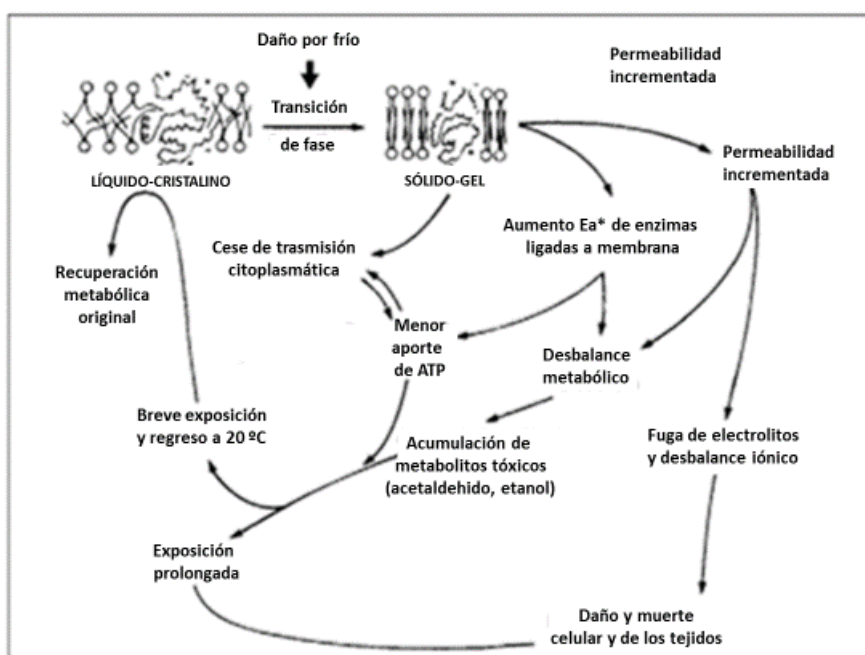 Daño por frío
Permeabilidad
incrementada
Transición
de fase
LÍQUIDO-CRISTALINO
SÓLIDO-GEL
Permeabilidad
incrementada
Aumento Ea* de enzimas
ligadas a membrana
Cese de trasmisión
citoplasmática
Recuperación
metabólica
original
Menor
aporte
de ATP
Desbalance
metabólico
Breve exposición
y regreso a 20 ºC
Acumulación de
metabolitos tóxicos
(acetaldehido, etanol)
Fuga de electrolitos
y desbalance iónico
Exposición
prolongada
Daño y muerte
celular y de los tejidos